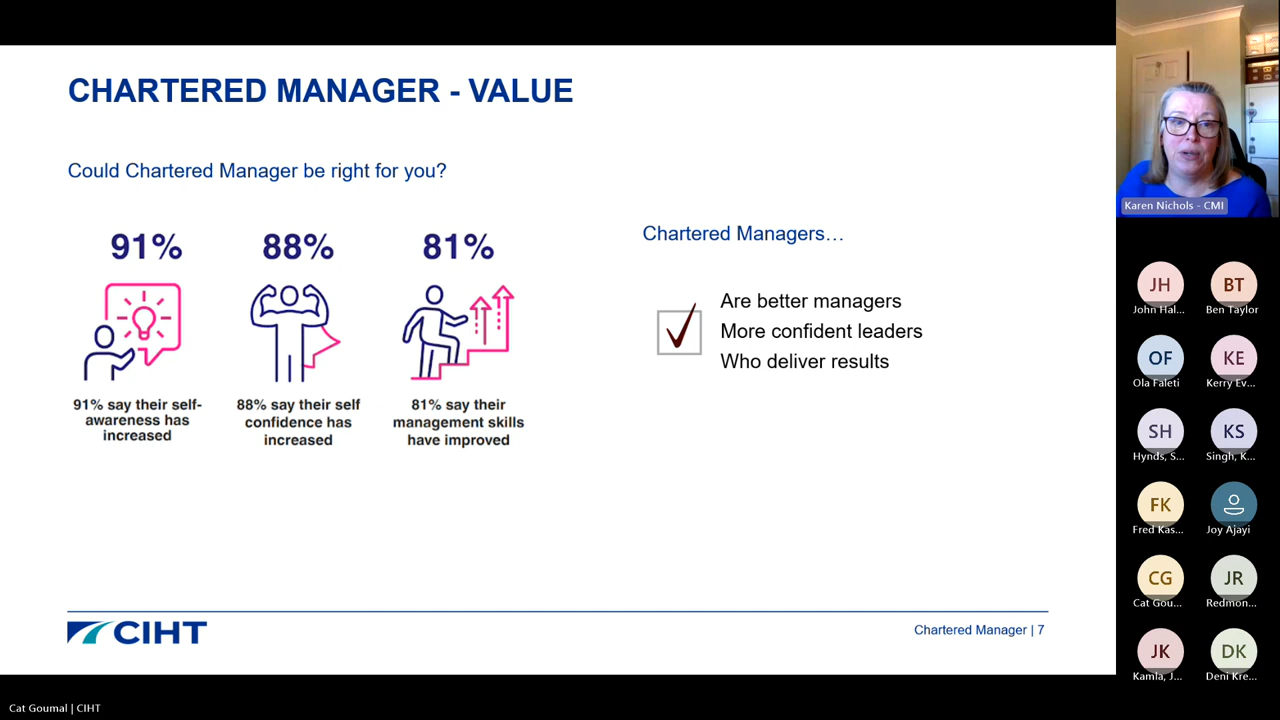 CHARTERED MANAGER - VALUE
Could Chartered Manager be right for you?
91%
88%
81%
91% say their self-
awareness has
increased
88% say their self
confidence has
increased
81% say their
management skills
have improved
Chartered Managers…
Are better managers
More confident leaders
Who deliver results
CIHT
Chartered Manager | 7
Karen Nichols - CMI
JH
BT
John Hal...
Ben Taylor
OF
KE
Ola Faleti
Kerry Ev...
SH
KS
Hynds, S...
Singh, K...
FK
Fred Kas...
Joy Ajayi
CG
JR
Cat Gou...
Redmon...
JK
DK
Kamla, J...
Deni Kre...
Cat Goumal | CIHT